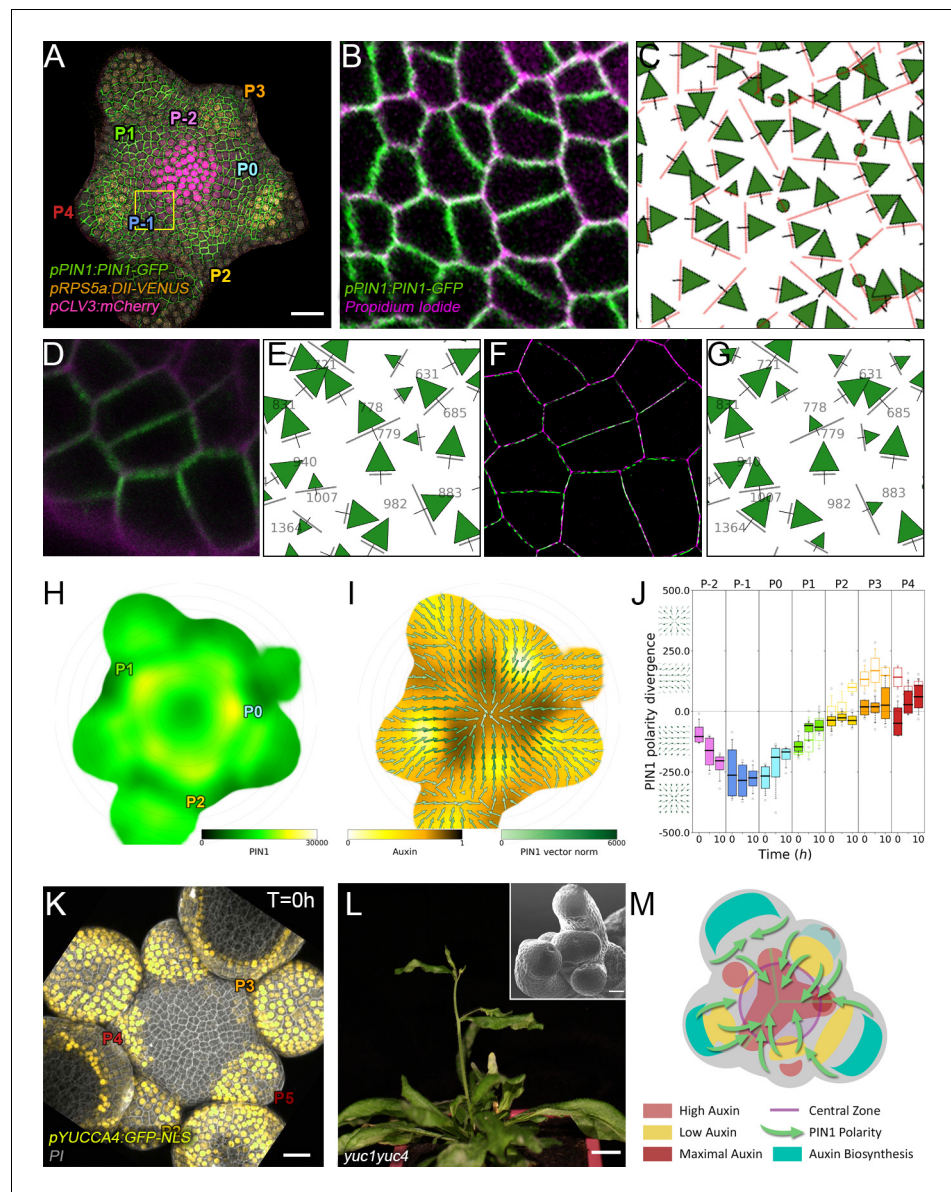 A
P3
P-2
P1
P0
P4
P-1
P2
pPIN1:PIN1-GFP
pRPS5a:DII-VENUS
pCLV3:mCherry
B
pPIN1:PIN1-GFP
Propidium Iodide
C
D
E
721
631
831
778
685
779
940
1007
982
883
1364
F
G
721
631
831
778
685
779
940
1007
982
883
1364
H
P1
P0
P2
0 30000
PIN1
I
0 1
Auxin
0 6000
PIN1 vector norm
J
P-2 P-1 P0 P1 P2 P3 P4
500.0
250.0
0.0
-250.0
-500.0
PIN1 polarity divergence
0 10 0 10 0 10 0 10 0 10 0 10 0 10
Time (h)
K
T=0h
P3
P4
P5
pYUCCA4:GFP-NLS
PI
L
yuc1yuc4
M
High Auxin
Low Auxin
Maximal Auxin
Central Zone
PIN1 Polarity
Auxin Biosynthesis